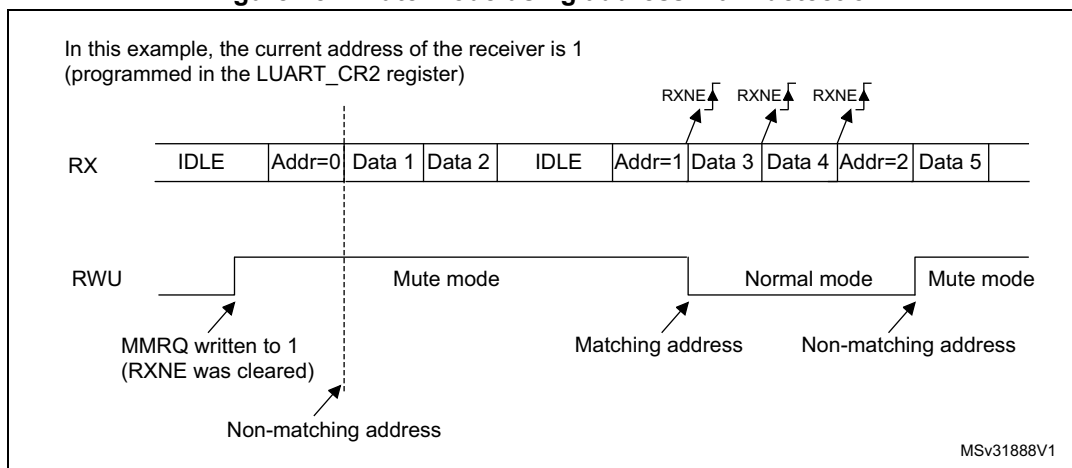 In this example, the current address of the receiver is 1
(programmed in the LUART_CR2 register)
RXNE RXNE RXNE
RX IDLE Addr=0 Data 1 Data 2 IDLE Addr=1 Data 3 Data 4 Addr=2 Data 5
RWU Mute mode Normal mode Mute mode
MMRQ written to 1 Matching address Non-matching address
(RXNE was cleared)
Non-matching address
MSv31888V1